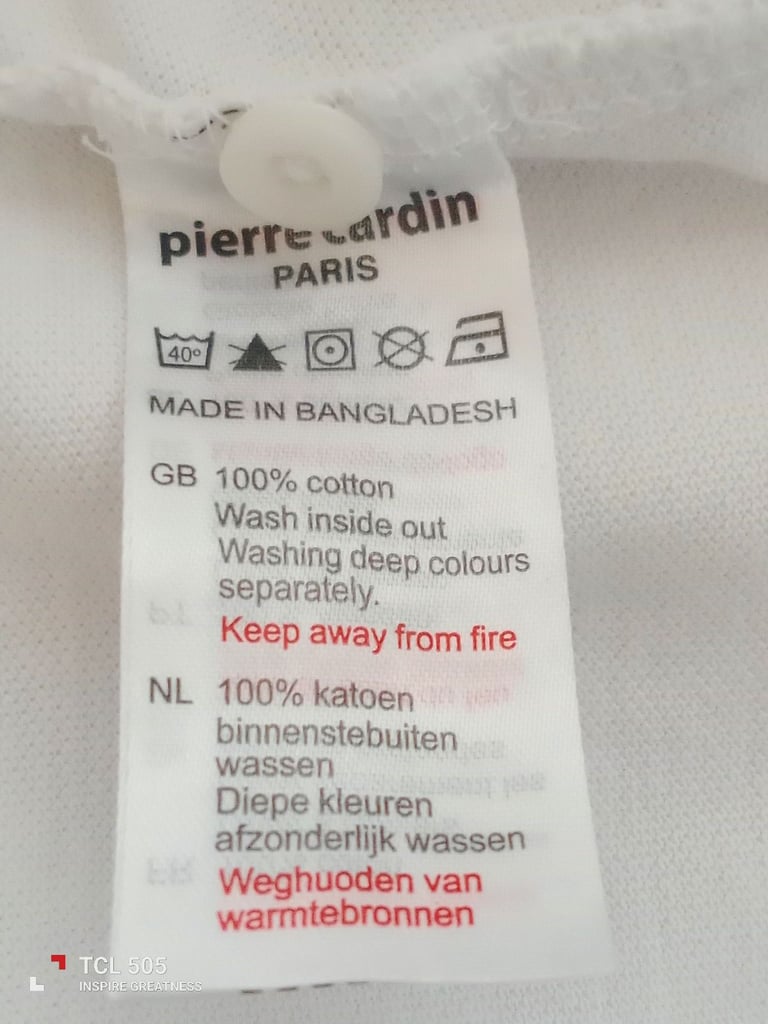 pierre cardin
PARIS
40°
MADE IN BANGLADESH
GB 100% cotton
Wash inside out
Washing deep colours
separately.
Keep away from fire
NL 100% katoen
binnenstebuiten
wassen
Diepe kleuren
afzonderlijk wassen
Weghuoden van
warmtebronnen
TCL 505
INSPIRE GREATNESS